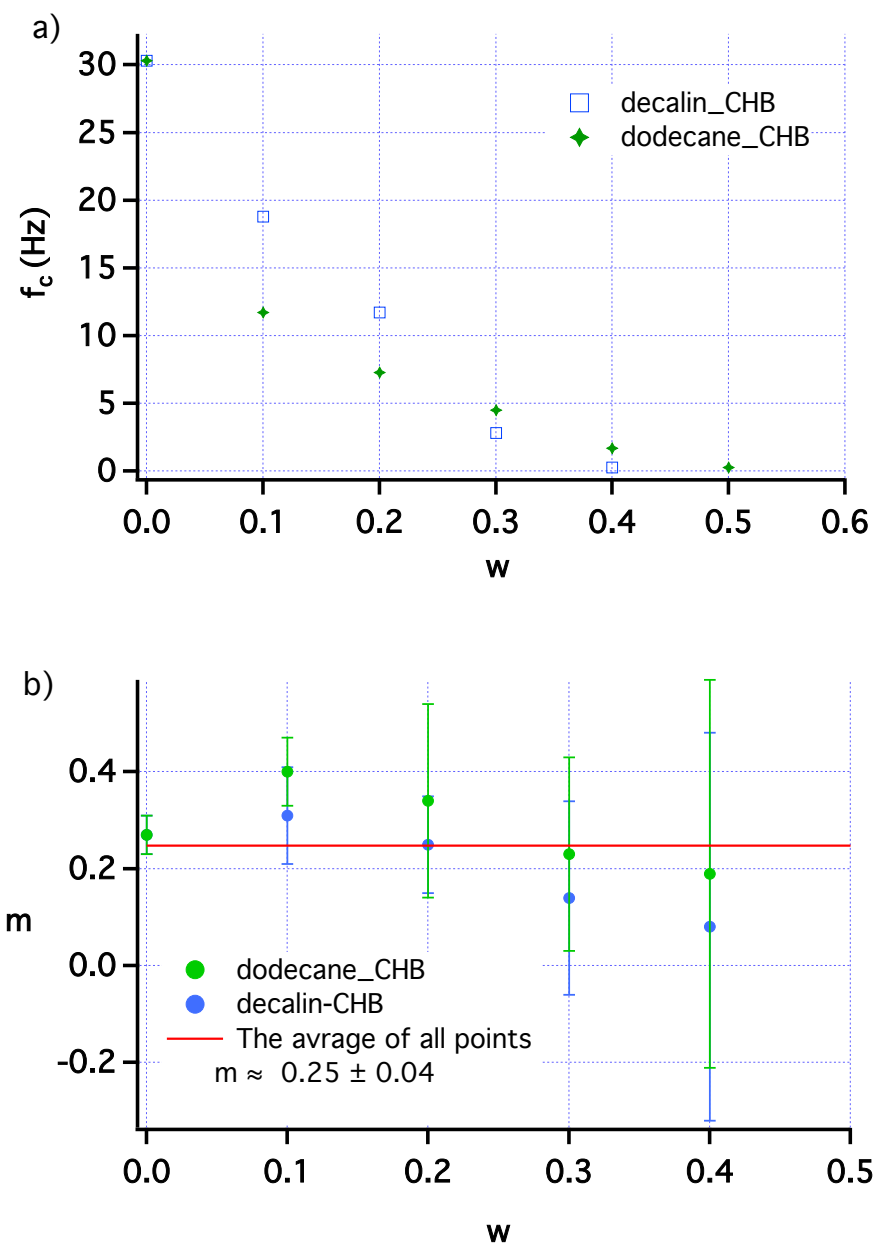 a)
30
25
20
15
10
5
0
f_c (Hz)
decalin_CHB
dodecane_CHB
0.0 0.1 0.2 0.3 0.4 0.5 0.6
w
b)
0.4
0.2
0.0
-0.2
m
dodecane_CHB
decalin-CHB
The avrage of all points
m ≈ 0.25 ± 0.04
0.0 0.1 0.2 0.3 0.4 0.5
w